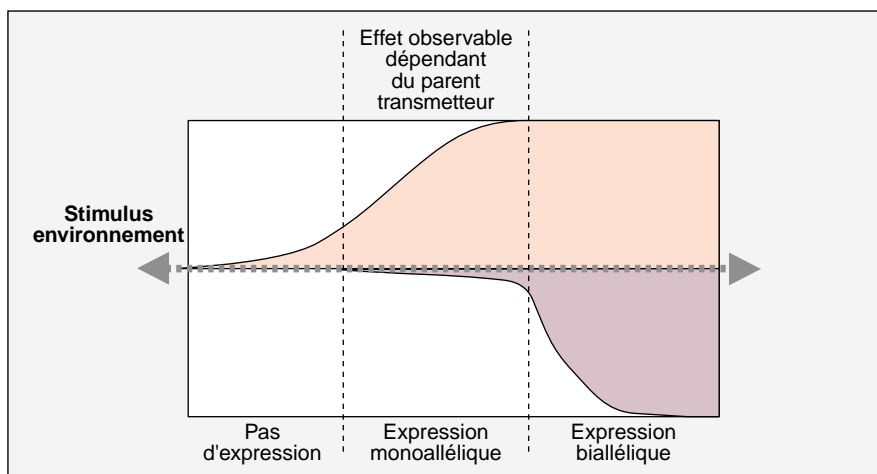 Effet observable
dépendant
du parent
transmetteur
Stimulus
environnement
Pas
d'expression
Expression
monoallélique
Expression
biallélique